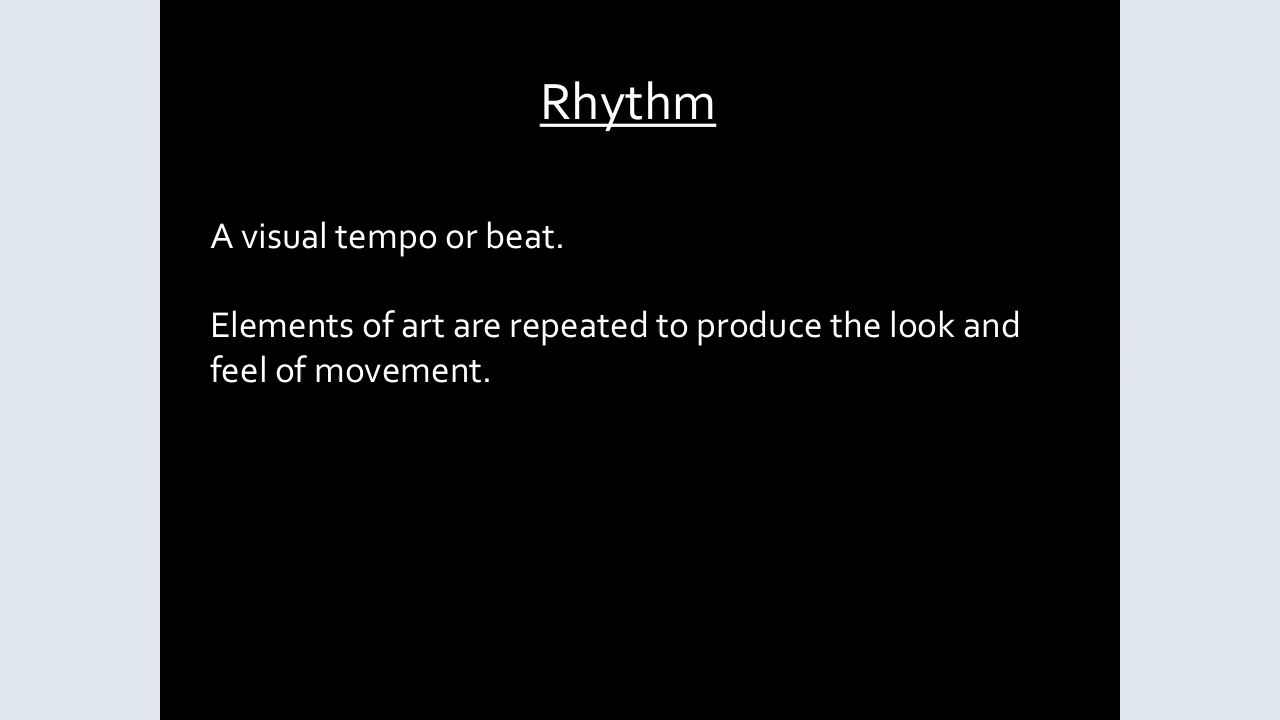 Rhythm
A visual tempo or beat.
Elements of art are repeated to produce the look and
feel of movement.